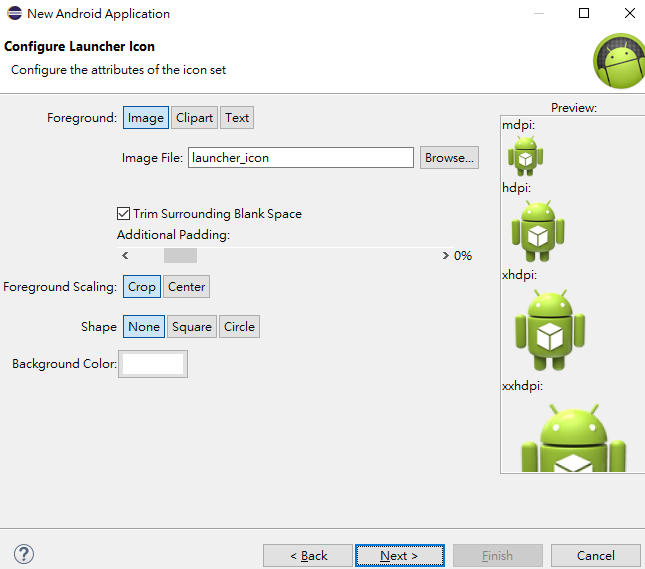 New Android Application
Configure Launcher Icon
Configure the attributes of the icon set
Foreground: Image Clipart Text
Image File: launcher_icon Browse...
Trim Surrounding Blank Space
Additional Padding:
0%
Foreground Scaling: Crop Center
Shape None Square Circle
Background Color:
Preview:
mdpi:
hdpi:
xhdpi:
xxhdpi:
< Back Next > Finish Cancel